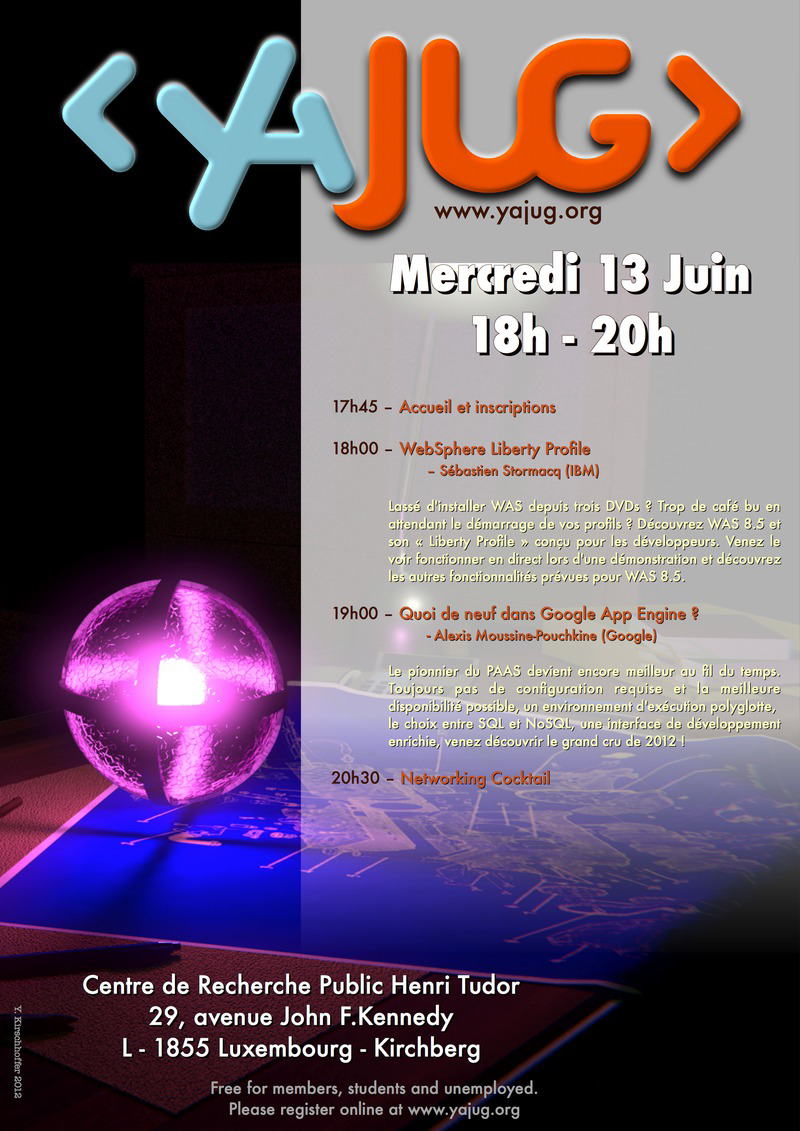 <YAJUG>
www.yajug.org
Mercredi 13 Juin
18h - 20h
17h45 – Accueil et inscriptions
18h00 – WebSphere Liberty Profile
– Sébastien Stormacq (IBM)
Lassé d'installer WAS depuis trois DVDs ? Trop de café bu en
attendant le démarrage de vos profils ? Découvrez WAS 8.5 et
son « Liberty Profile » conçu pour les développeurs. Venez le
voir fonctionner en direct lors d'une démonstration et découvrez
les autres fonctionnalités prévues pour WAS 8.5.
19h00 – Quoi de neuf dans Google App Engine ?
- Alexis Moussine-Pouchkine (Google)
Le pionnier du PAAS devient encore meilleur au fil du temps.
Toujours pas de configuration requise et la meilleure
disponibilité possible, un environnement d'exécution polyglotte,
le choix entre SQL et NoSQL, une interface de développement
enrichie, venez découvrir le grand cru de 2012 !
20h30 – Networking Cocktail
Centre de Recherche Public Henri Tudor
29, avenue John F.Kennedy
L - 1855 Luxembourg - Kirchberg
Free for members, students and unemployed.
Please register online at www.yajug.org
Y. Kirschhoffer 2012